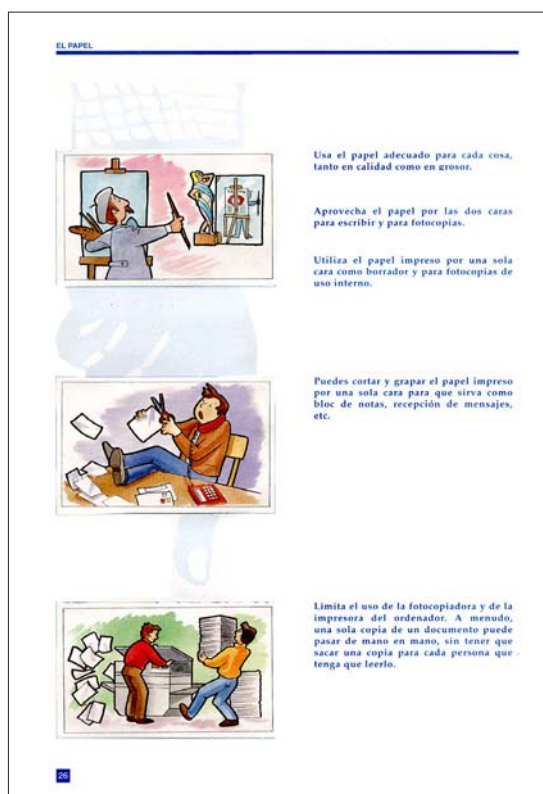 EL PAPEL
Usa el papel adecuado para cada cosa,
tanto en calidad como en grosor.
Aprovecha el papel por las dos caras
para escribir y para fotocopias.
Utiliza el papel impreso por una sola
cara como borrador y para fotocopias de
uso interno.
Puedes cortar y grapar el papel impreso
por una sola cara para que sirva como
bloc de notas, recepción de mensajes,
etc.
Limita el uso de la fotocopiadora y de la
impresora del ordenador. A menudo,
una sola copia de un documento puede
pasar de mano en mano, sin tener que
sacar una copia para cada persona que
tenga que leerlo.
26